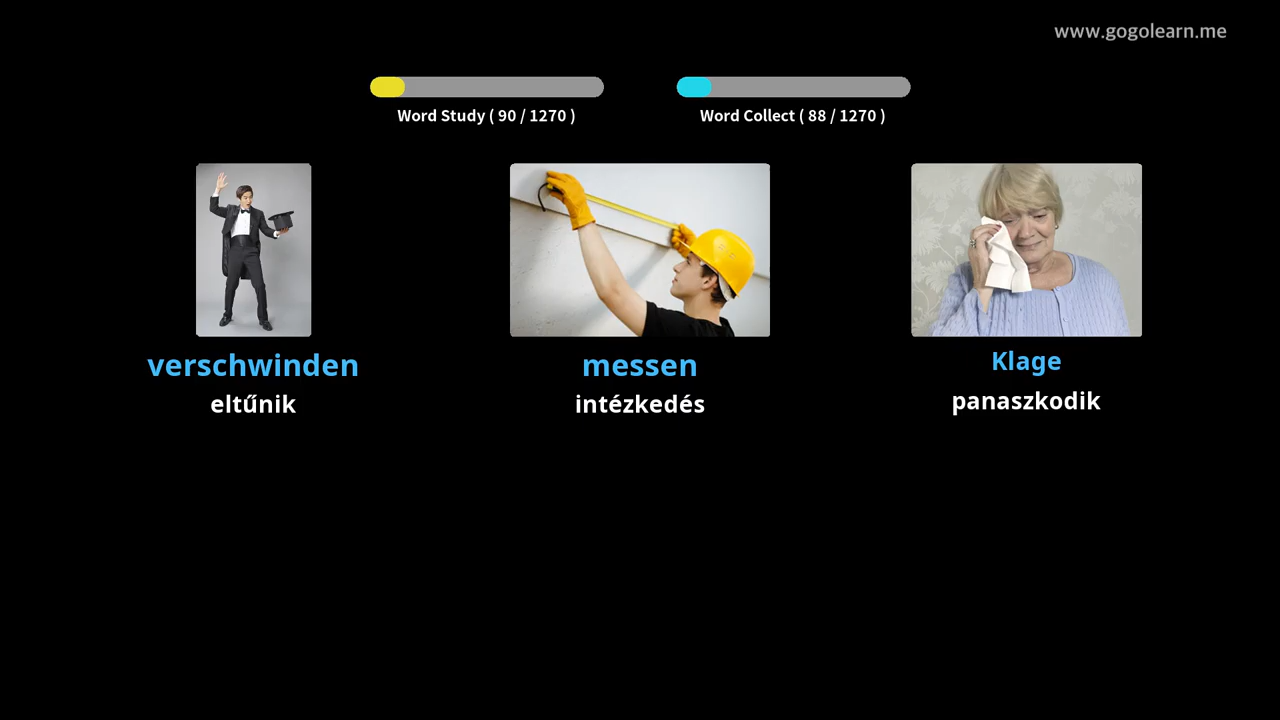 www.gogolearn.me
Word Study ( 90 / 1270 )
Word Collect ( 88 / 1270 )
verschwinden
messen
Klage
eltűnik
intézkedés
panaszkodik